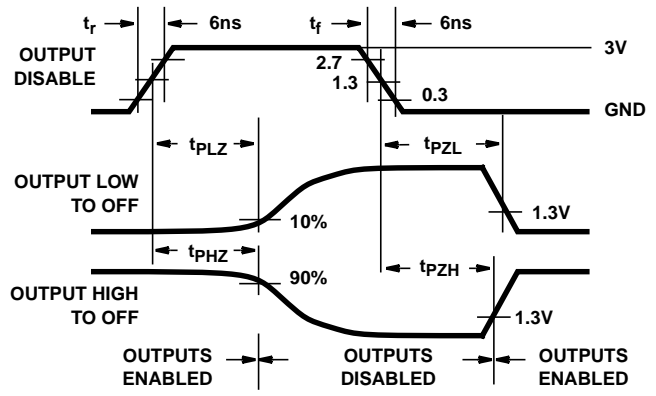 tr 6ns tf 6ns
OUTPUT
DISABLE
2.7
1.3
0.3
3V
GND
tPLZ tPZL
OUTPUT LOW
TO OFF
10%
1.3V
tPHZ tPZH
OUTPUT HIGH
TO OFF
90%
1.3V
OUTPUTS
ENABLED
OUTPUTS
DISABLED
OUTPUTS
ENABLED